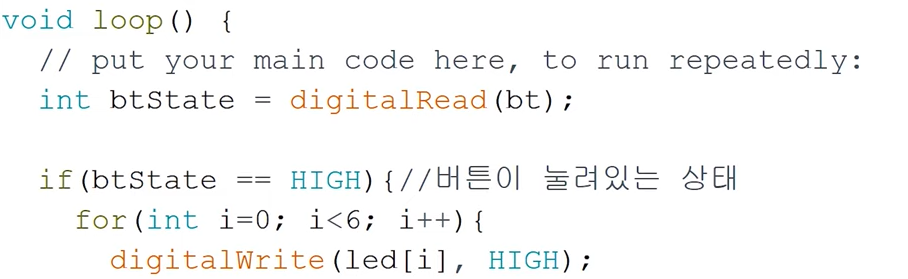 void loop() {
// put your main code here, to run repeatedly:
int btState = digitalRead(bt);
if(btState == HIGH){//버튼이 눌려있는 상태
for(int i=0; i<6; i++){
digitalWrite(led[i], HIGH);